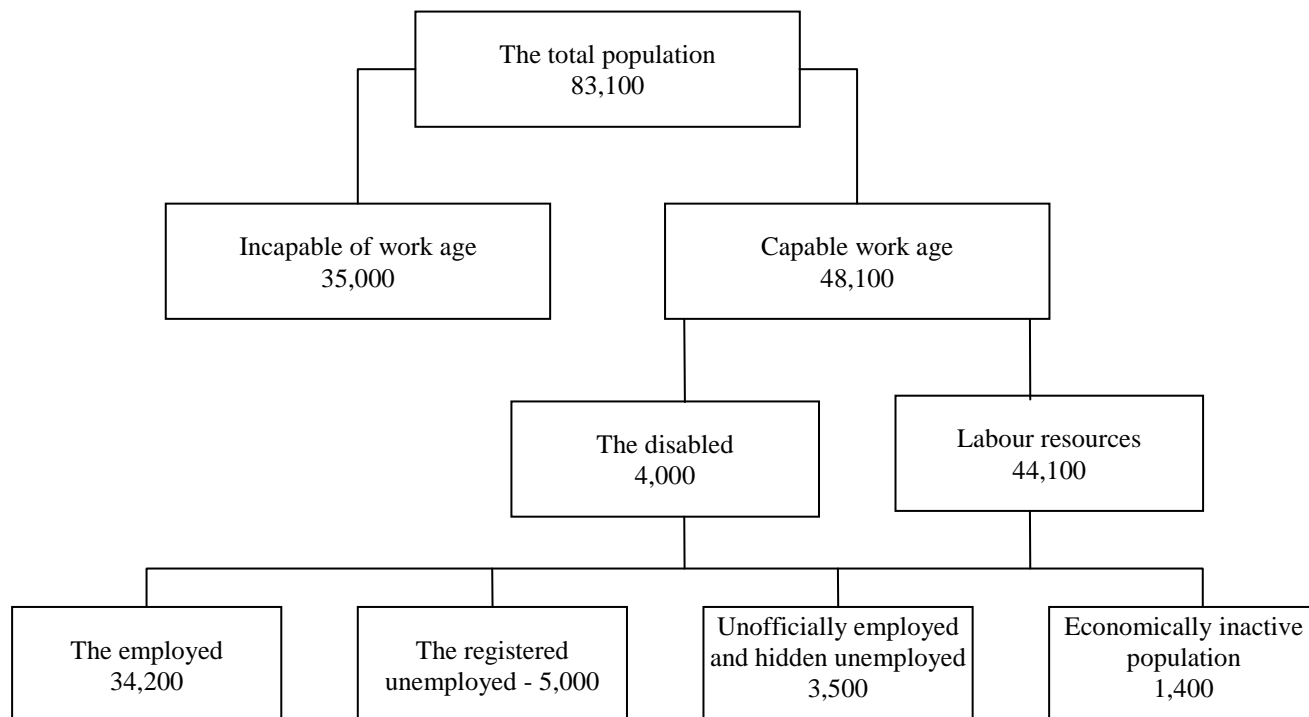 The total population
83,100
Incapable of work age
35,000
Capable work age
48,100
The disabled
4,000
Labour resources
44,100
The employed
34,200
The registered
unemployed - 5,000
Unofficially employed
and hidden unemployed
3,500
Economically inactive
population
1,400